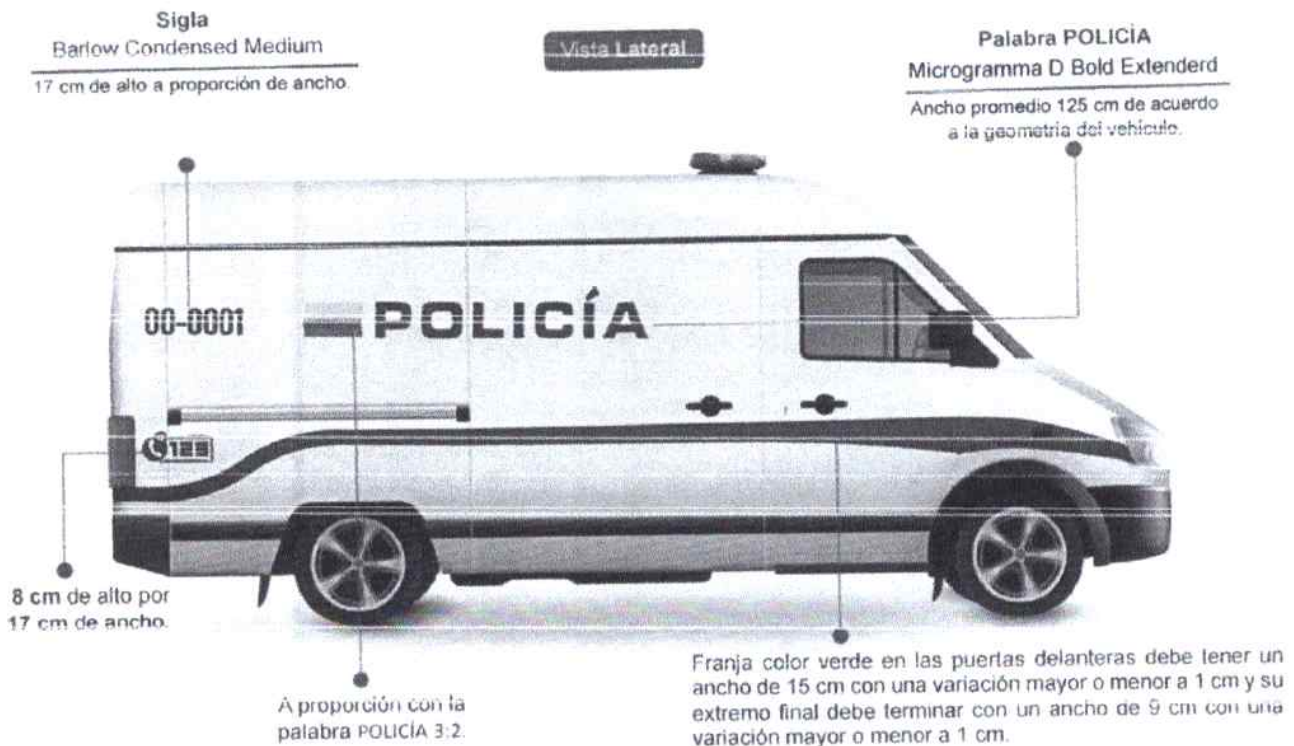 Sigla
Barlow Condensed Medium
17 cm de alto a proporción de ancho.
Vista Lateral
Palabra POLICÍA
Microgramma D Bold Extenderd
Ancho promedio 125 cm de acuerdo
a la geometria del vehículo.
00-0001
POLICÍA
123
8 cm de alto por
17 cm de ancho.
A proporción con la
palabra POLICÍA 3:2.
Franja color verde en las puertas delanteras debe tener un
ancho de 15 cm con una variación mayor o menor a 1 cm y su
extremo final debe terminar con un ancho de 9 cm con una
variación mayor o menor a 1 cm.